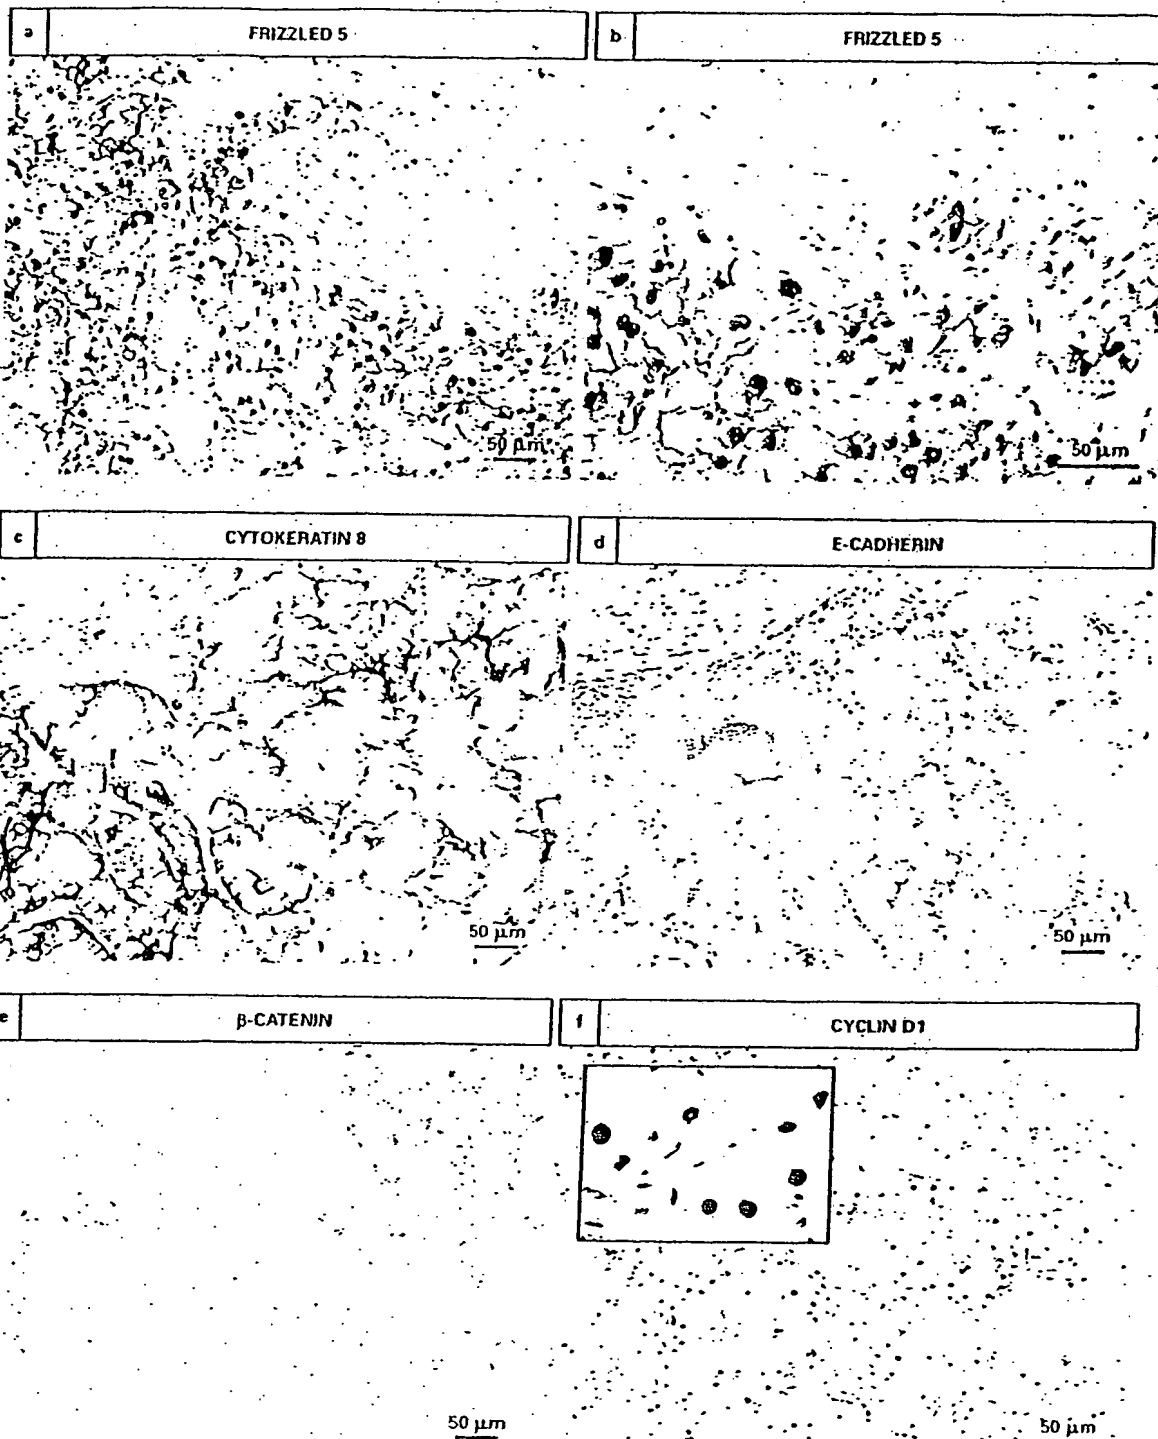 a FRIZZLED 5
b FRIZZLED 5
50 μm
50 μm
c CYTOKERATIN 8
d E-CADHERIN
50 μm
50 μm
e β-CATENIN
f CYCLIN D1
50 μm
50 μm